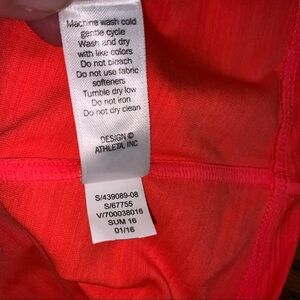 Machine wash cold
gentle cycle
Wash and dry
with like colors
Do not bleach
Do not use fabric
softeners
Tumble dry low
Do not iron
Do not dry clean
DESIGN ©
ATHLETA, INC
S/439089-08
S/67755
V/700038016
SUM 16
01/16